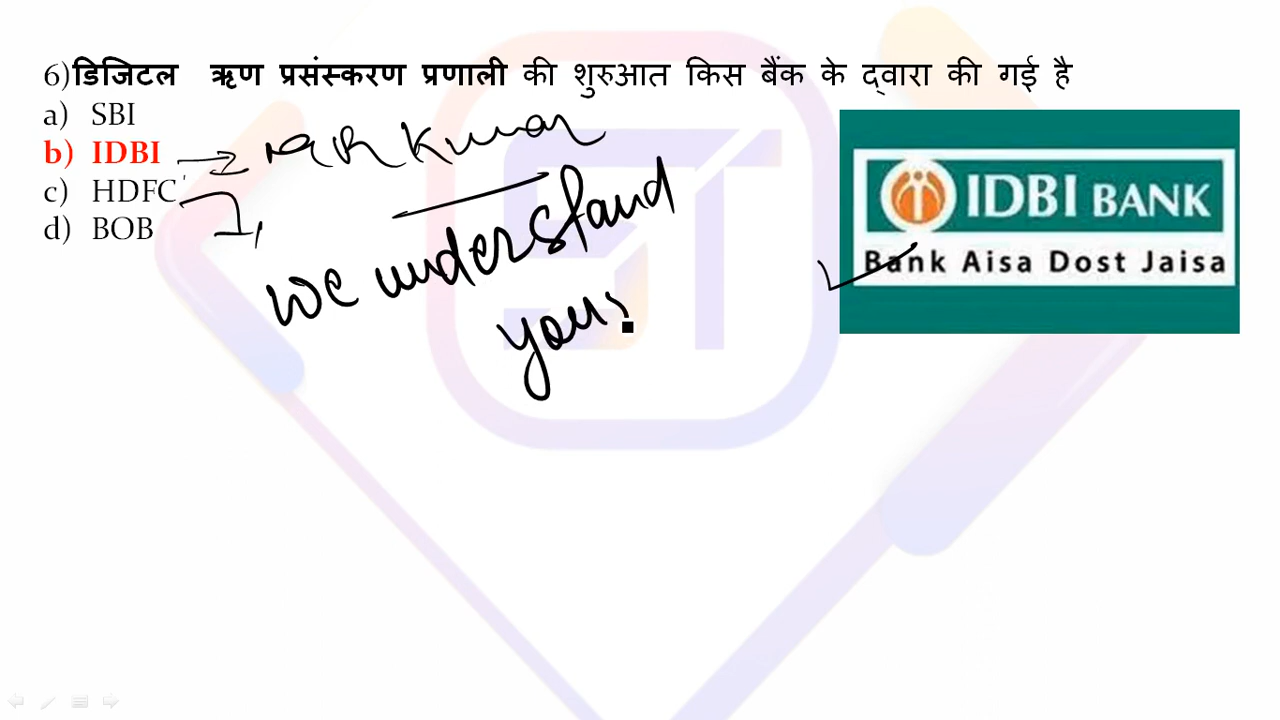 6)डिजिटल ऋण प्रसंस्करण प्रणाली की शुरुआत किस बैंक के द्वारा की गई है
a) SBI
b) IDBI
c) HDFC
d) BOB
Kumar
we understand
you
IDBI BANK
Bank Aisa Dost Jaisa
ST